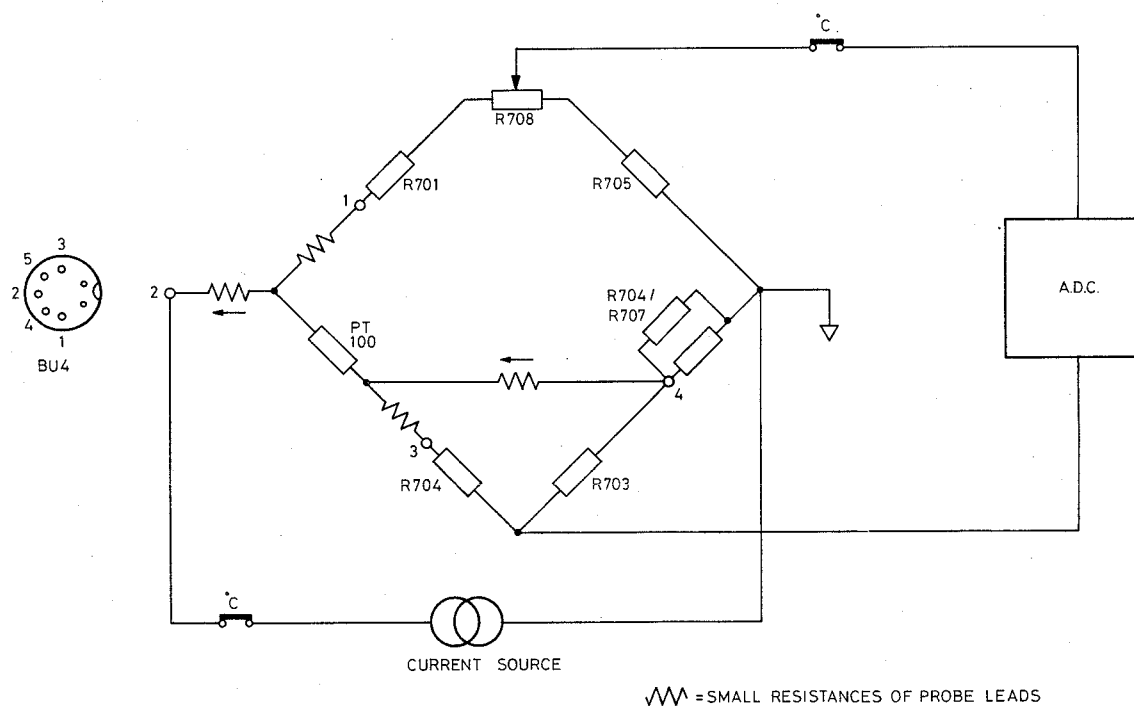 °C
R708
R701
R705
1
3
5
2
4
1
BU4
2
R704/
R707
A.D.C.
PT
100
4
3
R704
R703
°C
CURRENT SOURCE
= SMALL RESISTANCES OF PROBE LEADS